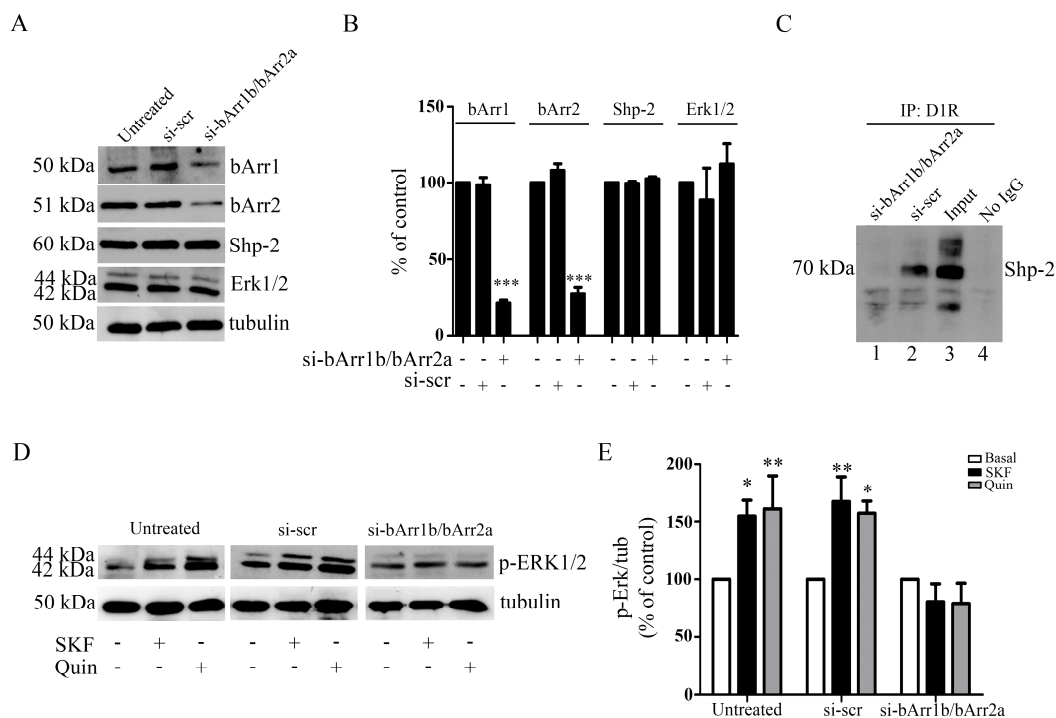 A
Untreated
si-scr
si-bArr1b/bArr2a
50 kDa
bArr1
51 kDa
bArr2
60 kDa
Shp-2
44 kDa
42 kDa
Erk1/2
50 kDa
tubulin
B
150
100
50
0
% of control
bArr1
bArr2
Shp-2
Erk1/2
***
***
si-bArr1b/bArr2a - - + - - + - - + - - +
si-scr - + - - + - - + - - + -
C
IP: D1R
si-bArr1b/bArr2a
si-scr
Input
No IgG
70 kDa
Shp-2
1 2 3 4
D
Untreated
si-scr
si-bArr1b/bArr2a
44 kDa
42 kDa
p-ERK1/2
50 kDa
tubulin
SKF - + - - + - - + -
Quin - - + - - + - - +
E
Basal
SKF
Quin
200
150
100
50
0
p-Erk/tub
(% of control)
* ** ** *
Untreated
si-scr
si-bArr1b/bArr2a